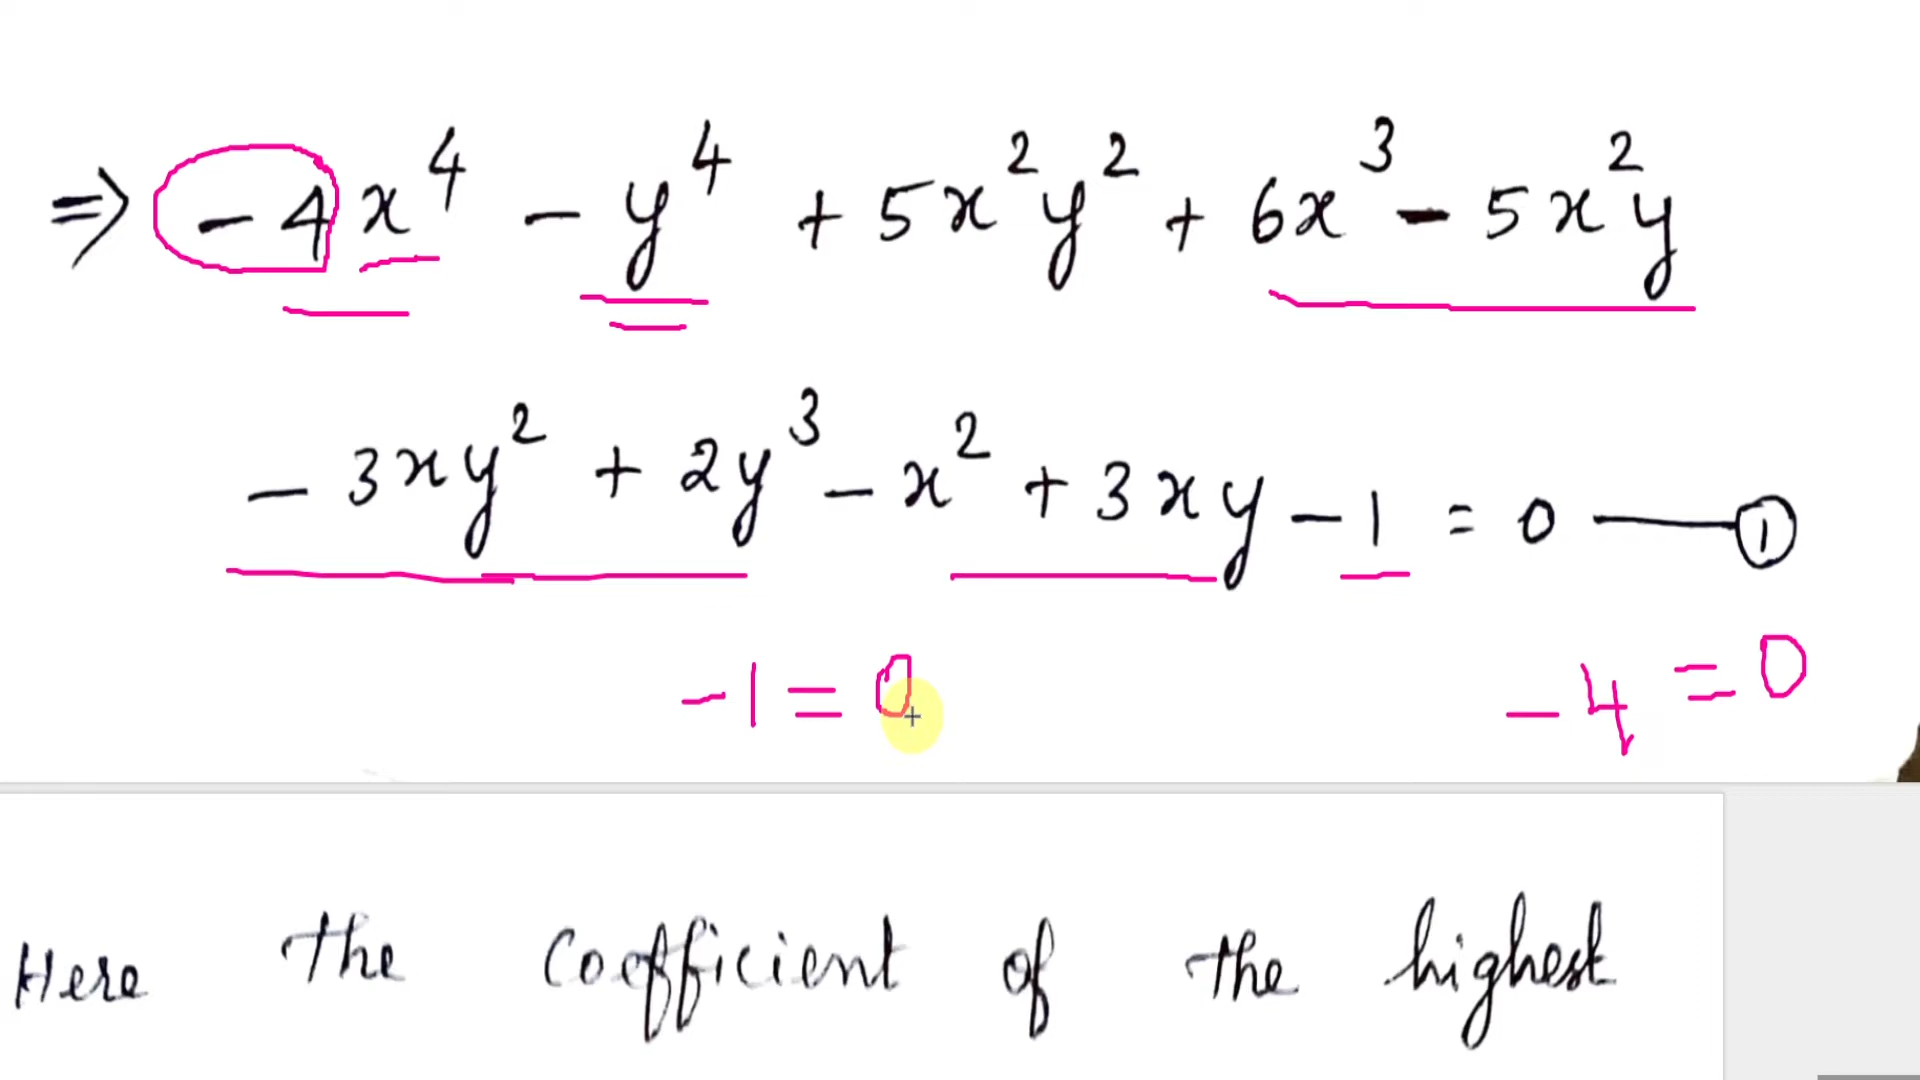 ⇒ -4x⁴ - y⁴ + 5x²y² + 6x³ - 5x²y
- 3xy² + 2y³ - x² + 3xy - 1 = 0 —— ①
-1 = 0 -4 = 0
Here the coefficient of the highest